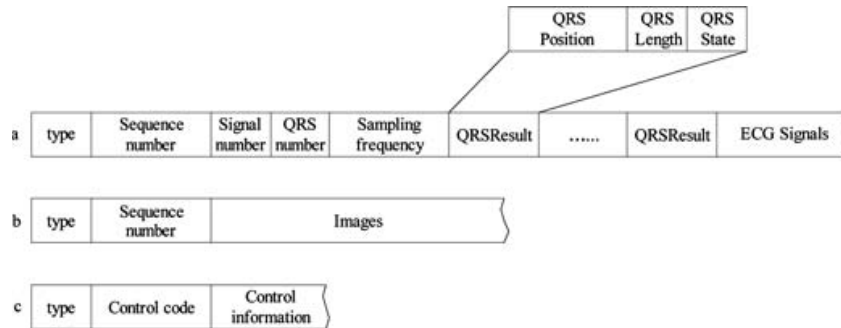 QRS Position QRS Length QRS State
a type Sequence number Signal number QRS number Sampling frequency QRSResult ...... QRSResult ECG Signals
b type Sequence number Images
c type Control code Control information